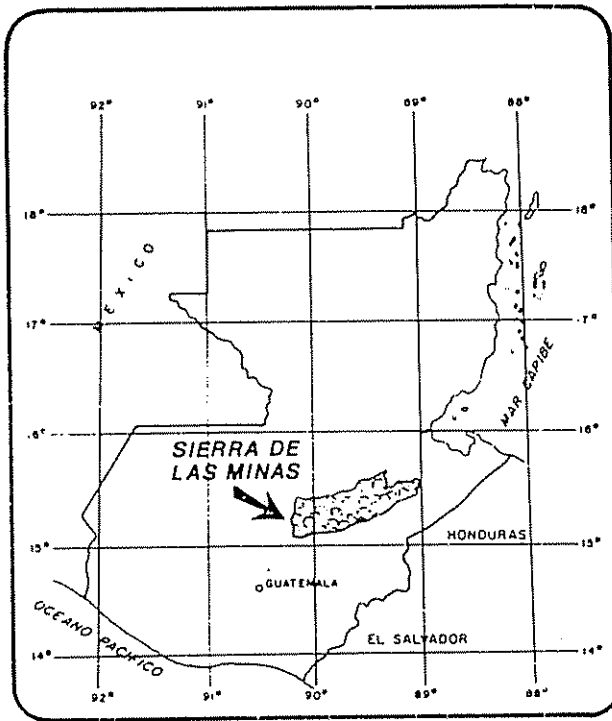 92° 91° 90° 89° 88°
18° 18°
MEXICO
17° 17°
MAR CARIBE
16° 16°
SIERRA DE
LAS MINAS
15° HONDURAS 15°
GUATEMALA
OCEANO PACIFICO
EL SALVADOR
14° 14°
92° 91° 90° 89° 88°